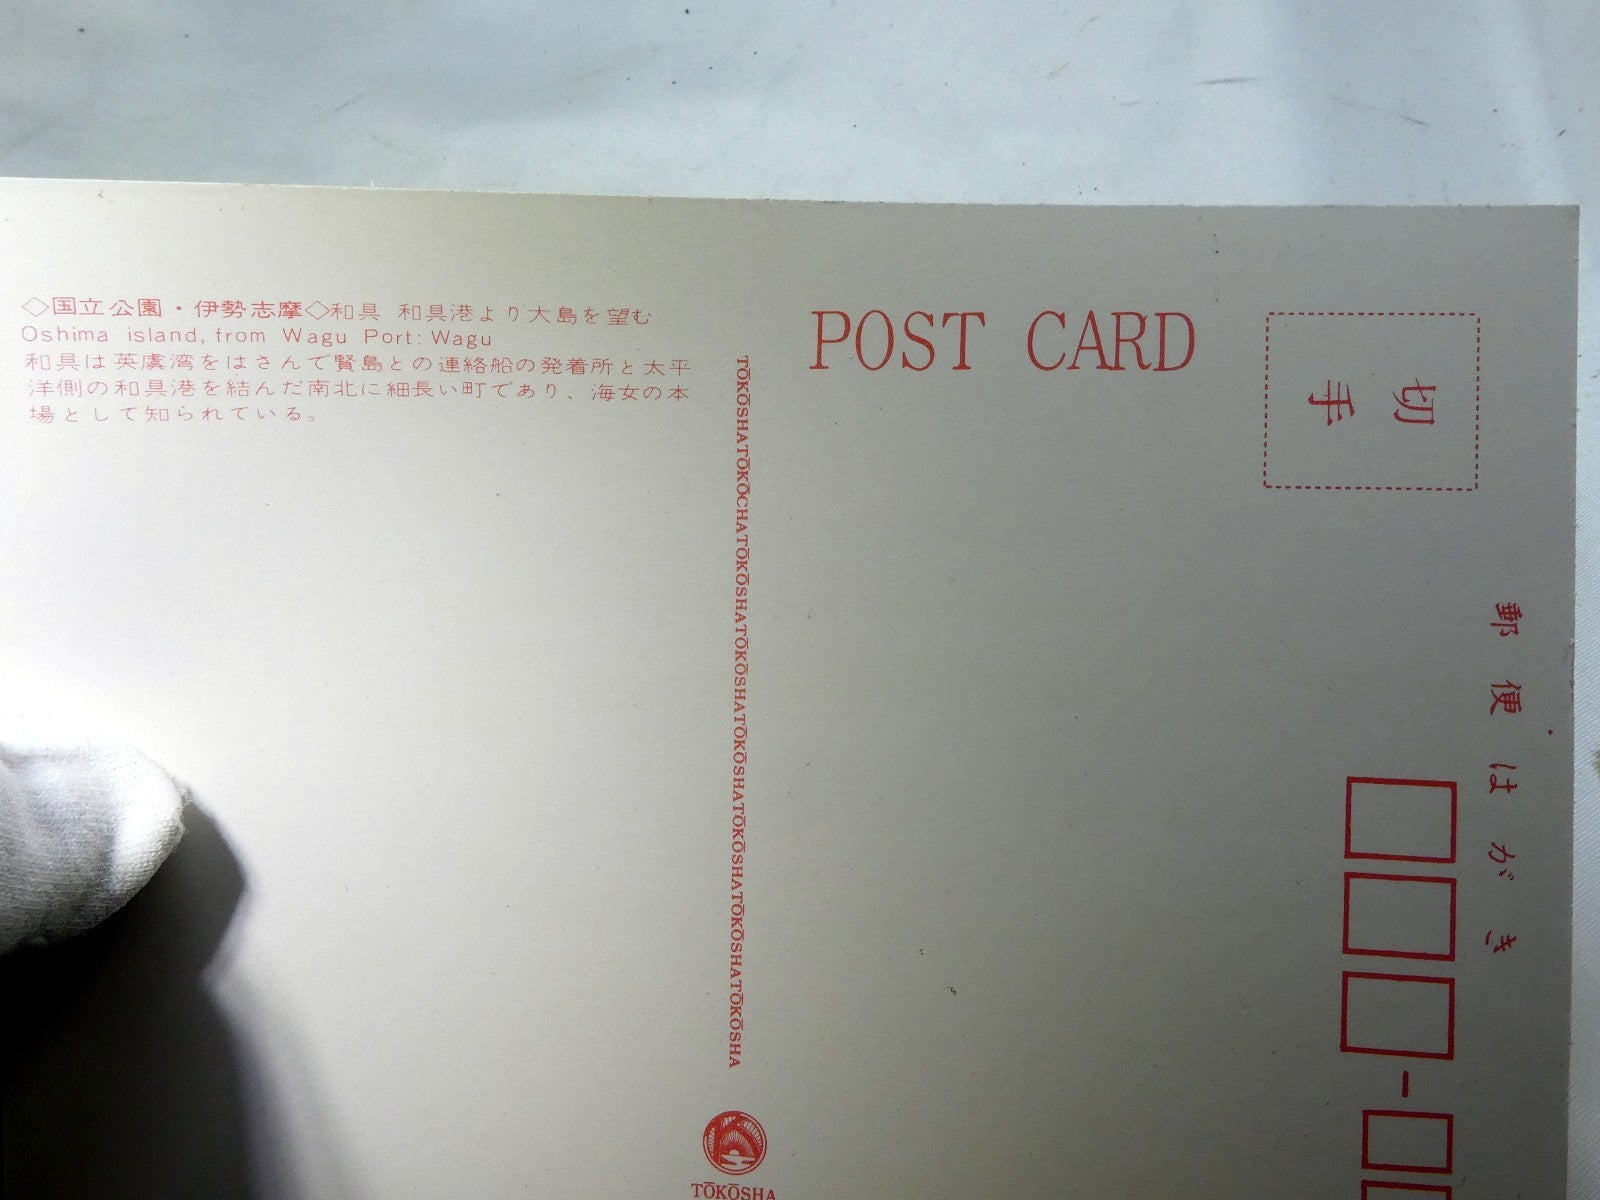 ◇国立公園・伊勢志摩◇和具 和具港より大島を望む
Oshima island, from Wagu Port: Wagu
和具は英虞湾をはさんで賢島との連絡船の発着所と太平
洋側の和具港を結んだ南北に細長い町であり、海女の本
場として知られている。
TŌKŌSHATŌKŌCHATŌKŌSHATŌKŌSHATŌKŌSHATŌKŌSHATŌKŌSHATŌKŌSHA
TŌKŌSHA
POST CARD
切手
郵便はがき